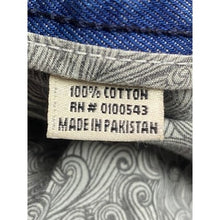 100% COTTON
RN # 0100543
MADE IN PAKISTAN